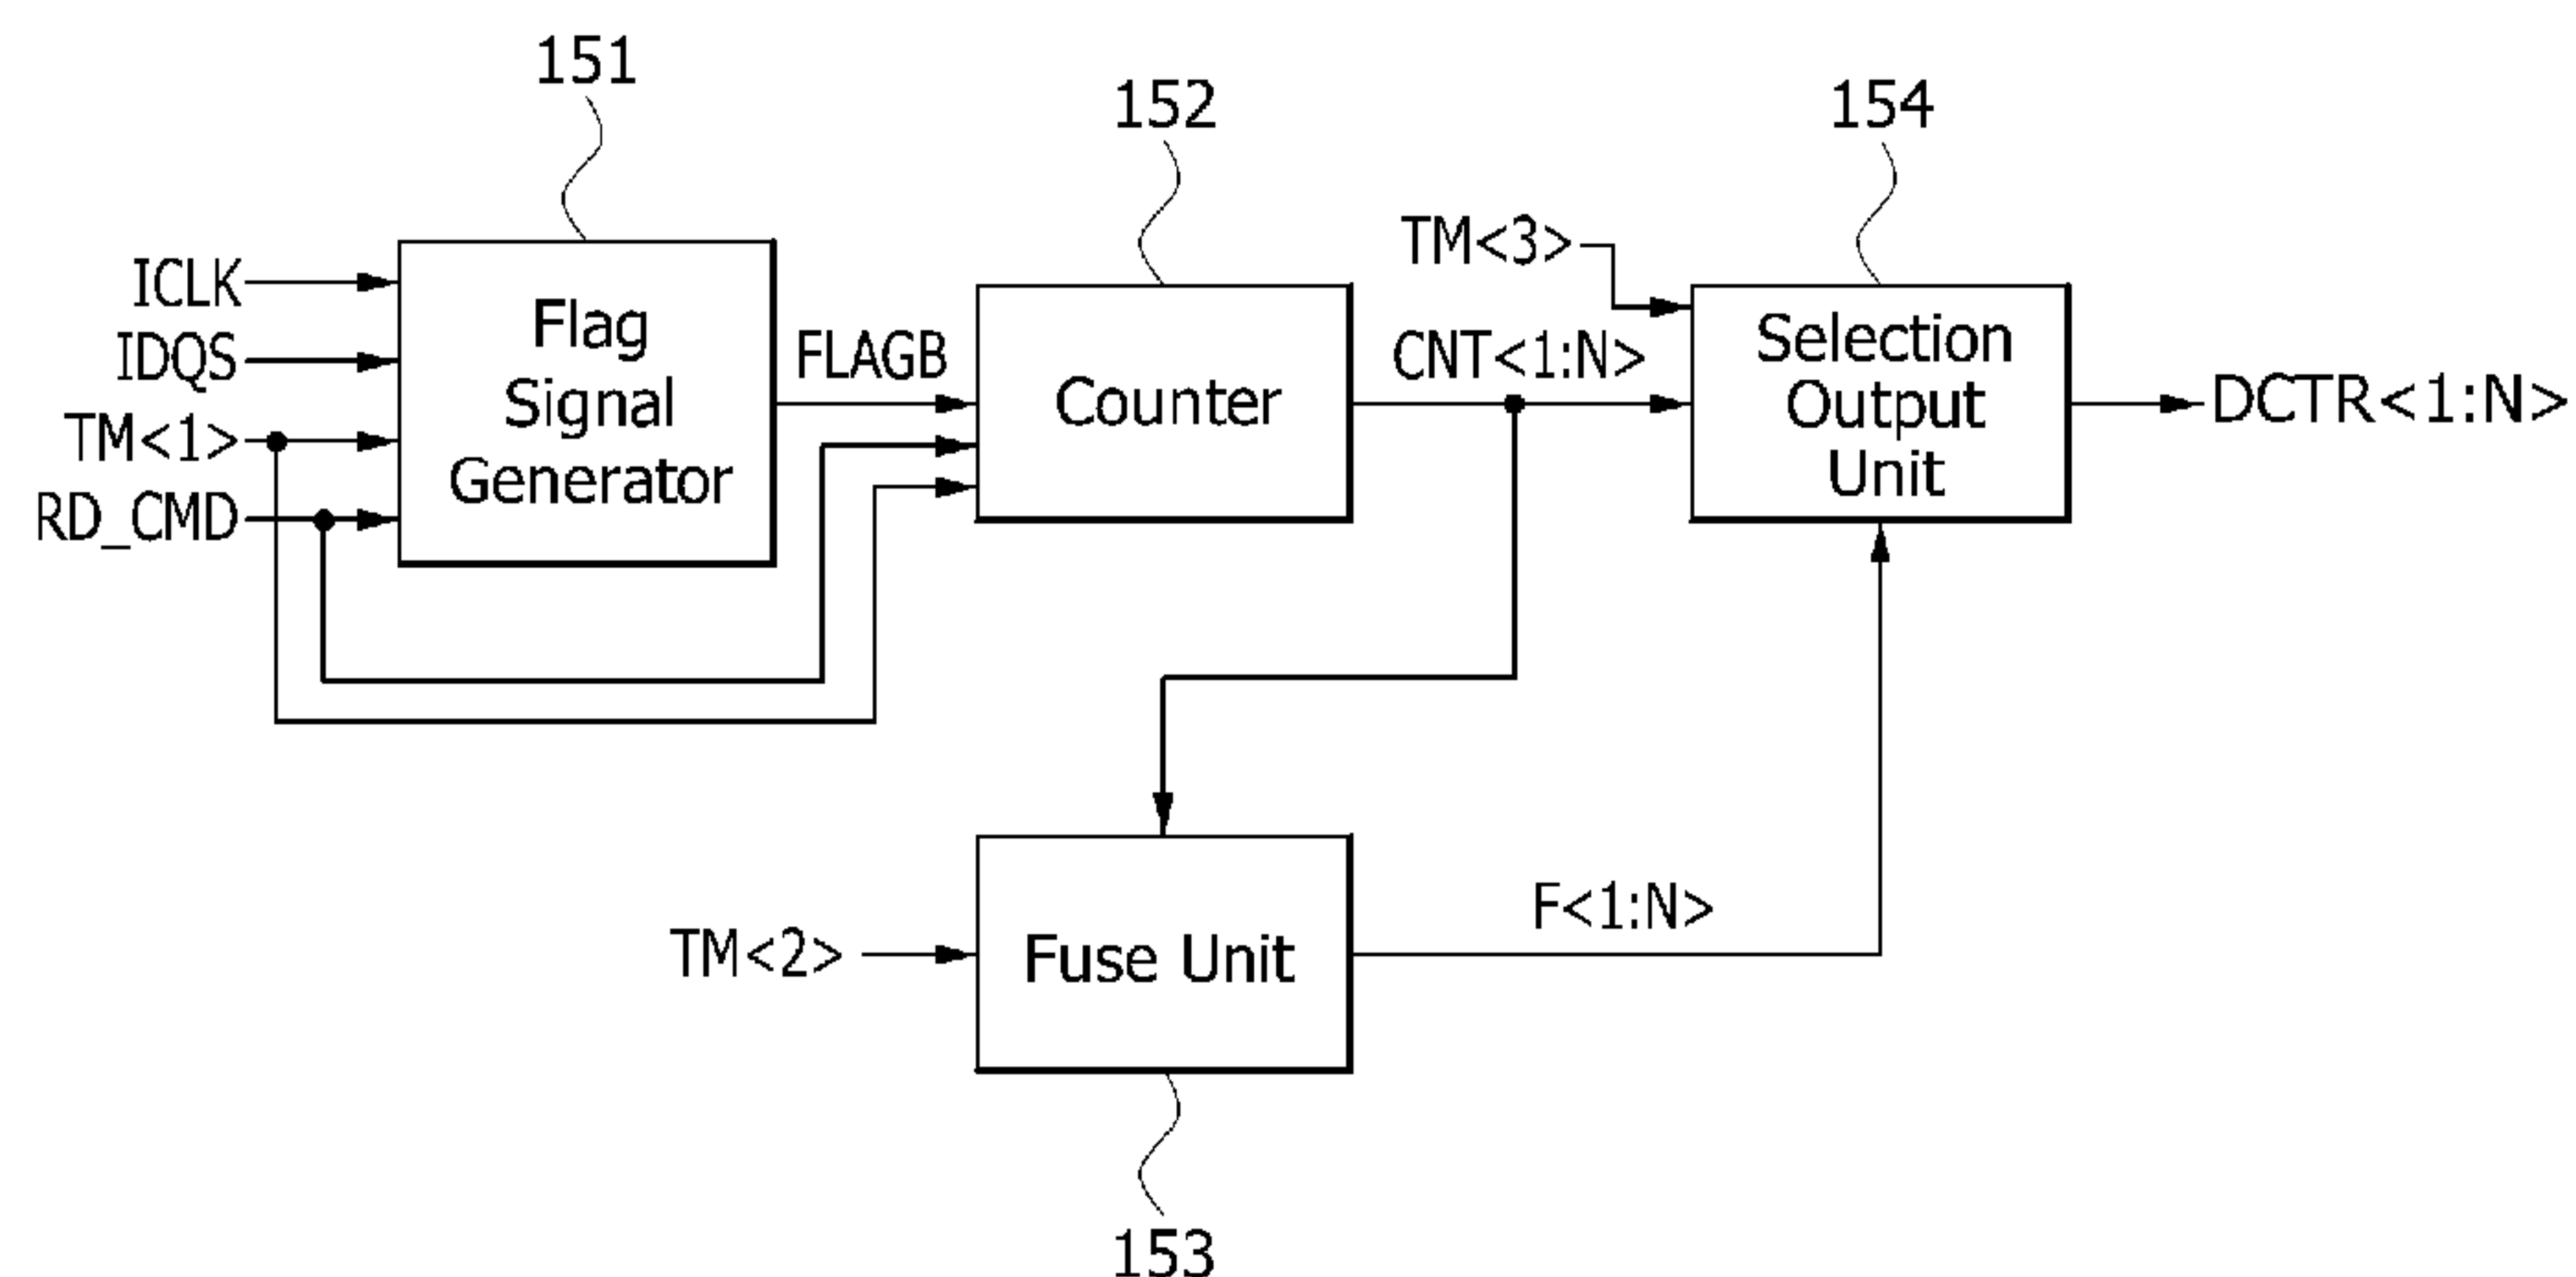 151
152
154
ICLK
IDQS
TM<1>
RD_CMD
Flag
Signal
Generator
FLAGB
Counter
TM<3>
CNT<1:N>
Selection
Output
Unit
DCTR<1:N>
TM<2>
Fuse Unit
F<1:N>
153